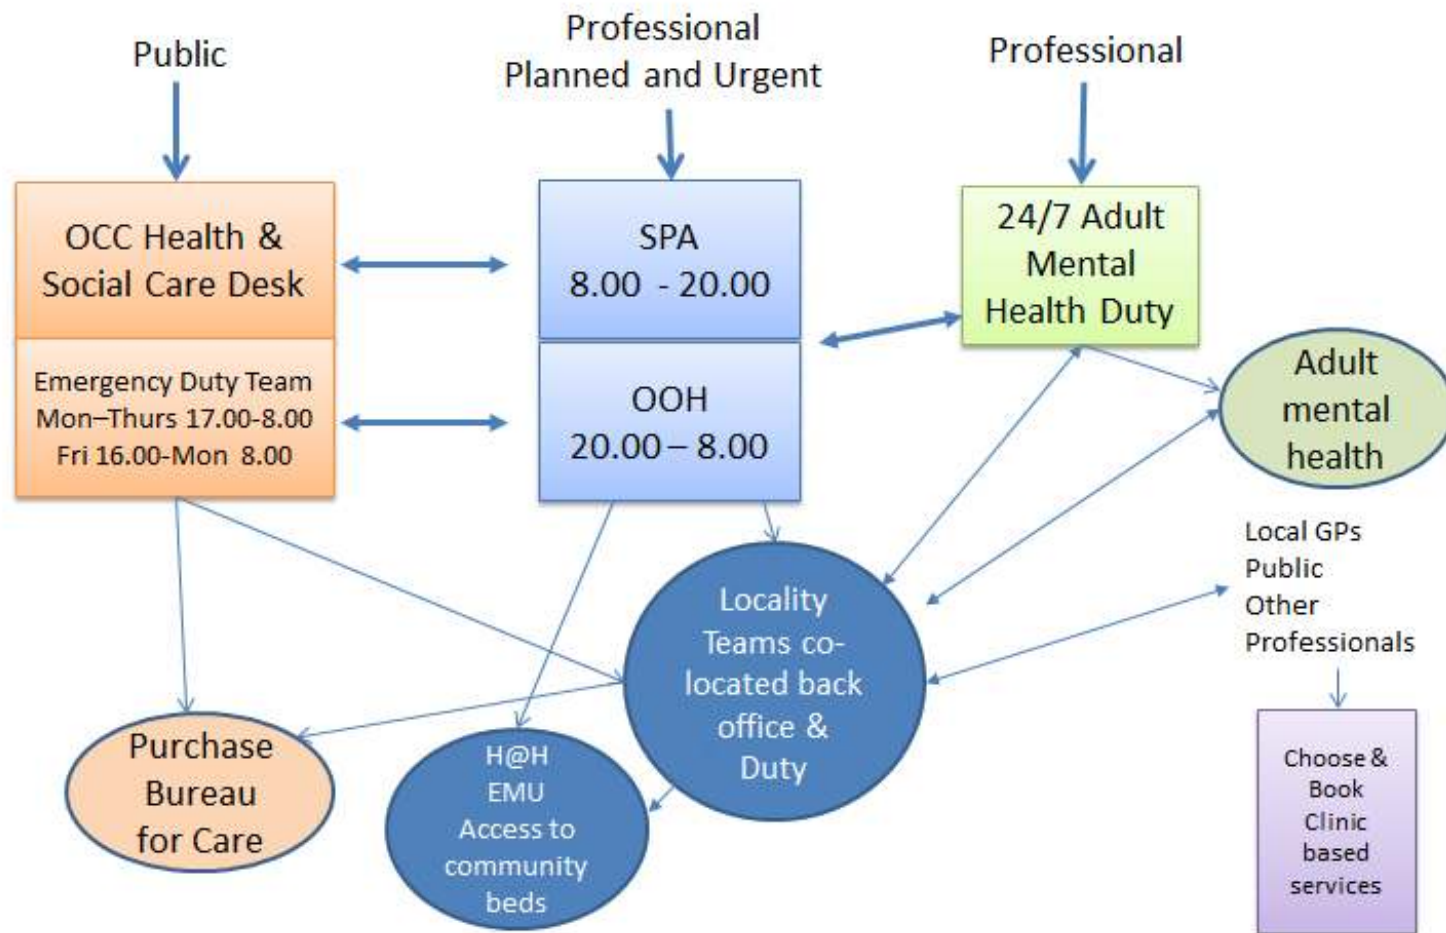 Public
Professional
Planned and Urgent
Professional
OCC Health &
Social Care Desk
Emergency Duty Team
Mon–Thurs 17.00-8.00
Fri 16.00-Mon 8.00
SPA
8.00 - 20.00
OOH
20.00 – 8.00
24/7 Adult
Mental
Health Duty
Adult
mental
health
Local GPs
Public
Other
Professionals
Locality
Teams co-
located back
office &
Duty
Purchase
Bureau
for Care
H@H
EMU
Access to
community
beds
Choose &
Book
Clinic
based
services